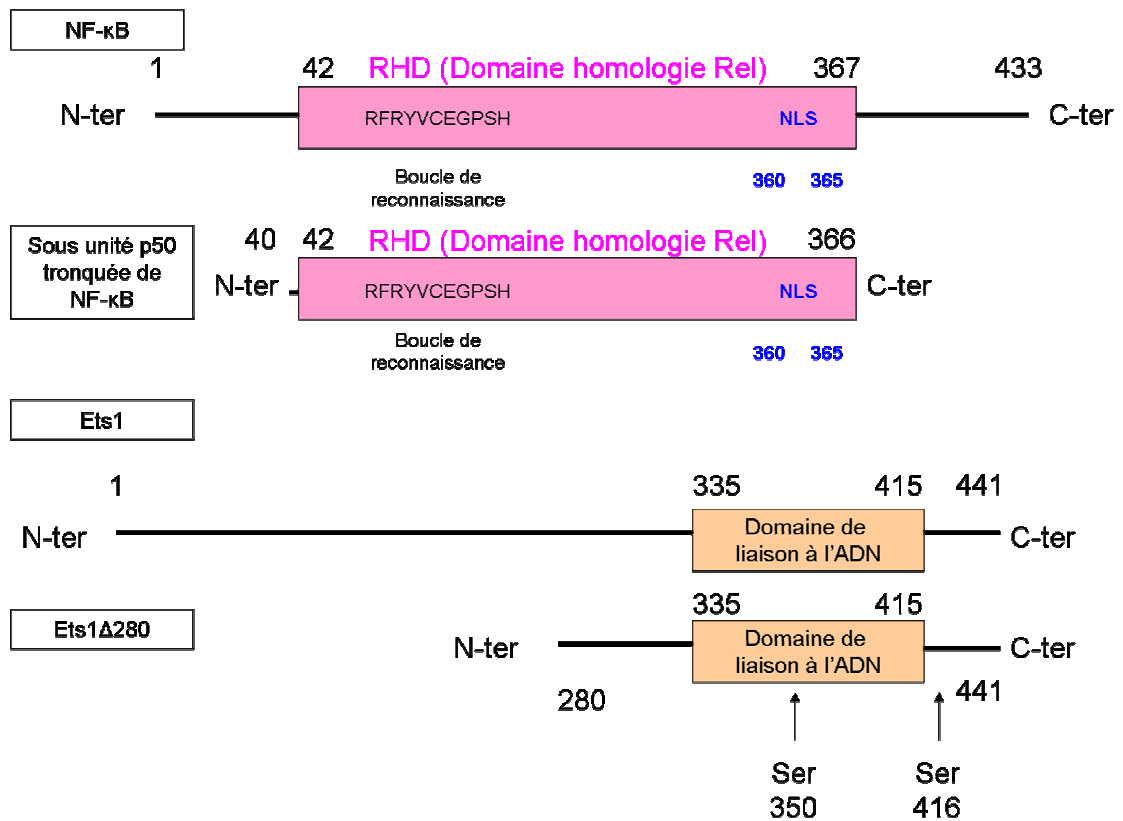 NF-κB
1
42
RHD (Domaine homologie Rel)
367
433
N-ter
RFRYVCEGPSH
NLS
C-ter
Boucle de
reconnaissance
360
365
Sous unité p50
tronquée de
NF-κB
40
42
RHD (Domaine homologie Rel)
366
N-ter
RFRYVCEGPSH
NLS
C-ter
Boucle de
reconnaissance
360
365
Ets1
1
335
415
441
N-ter
Domaine de
liaison à l'ADN
C-ter
Ets1Δ280
335
415
N-ter
Domaine de
liaison à l'ADN
C-ter
280
441
Ser
350
Ser
416